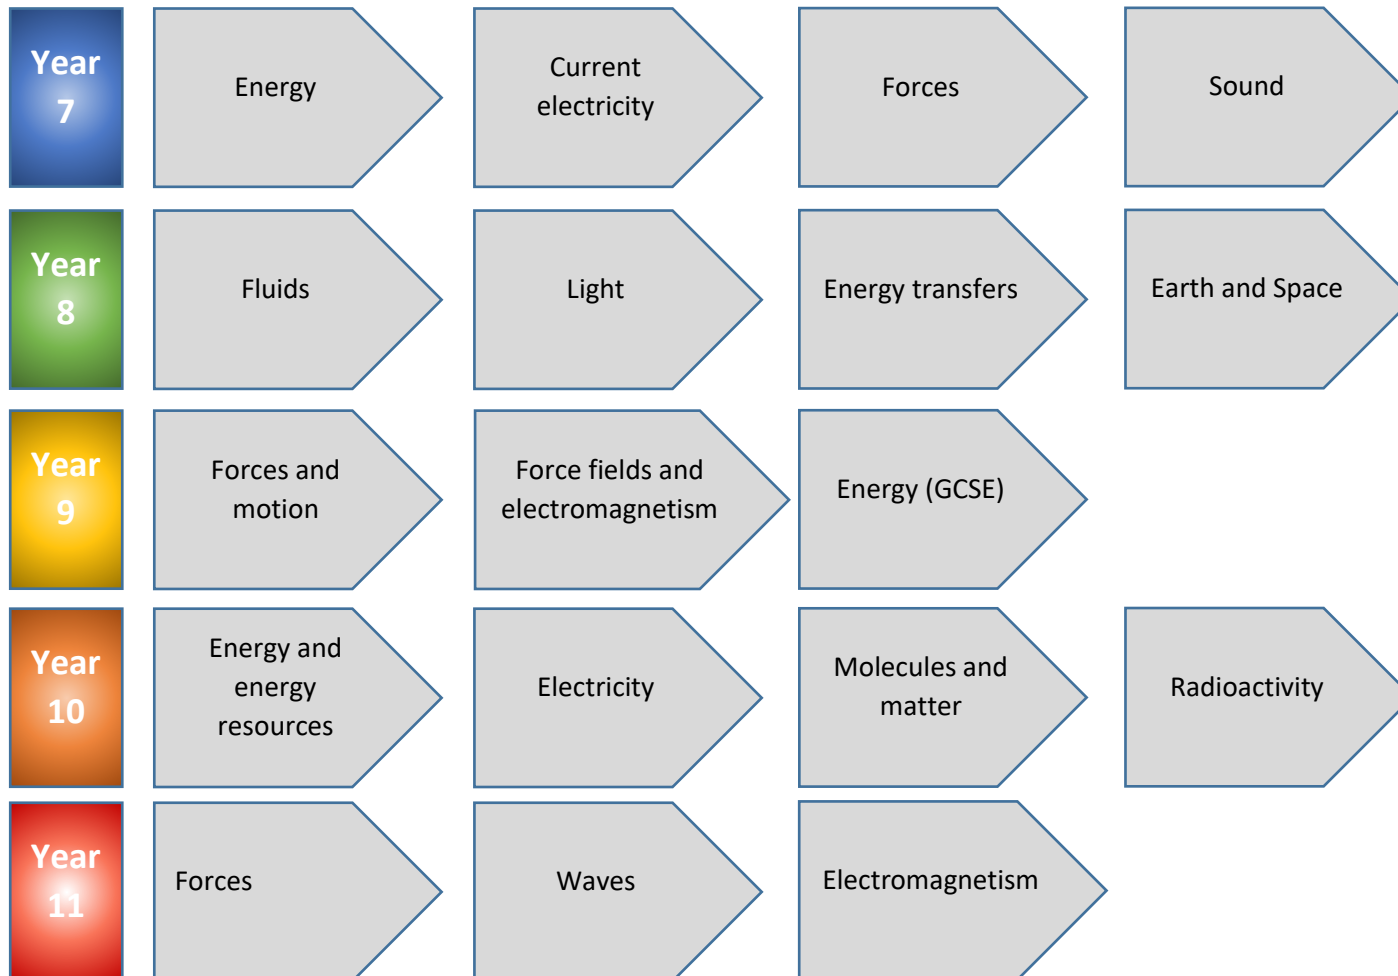 Year
7
Energy
Current
electricity
Forces
Sound
Year
8
Fluids
Light
Energy transfers
Earth and Space
Year
9
Forces and
motion
Force fields and
electromagnetism
Energy (GCSE)
Year
10
Energy and
energy
resources
Electricity
Molecules and
matter
Radioactivity
Year
11
Forces
Waves
Electromagnetism